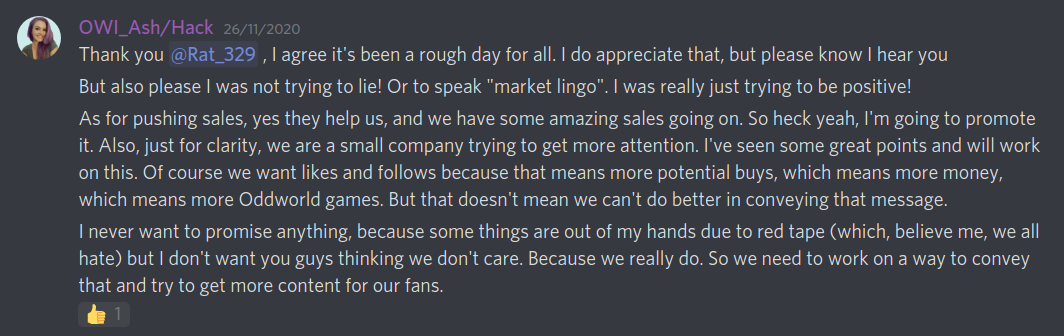 OWI_Ash/Hack 26/11/2020
Thank you @Rat_329 , I agree it's been a rough day for all. I do appreciate that, but please know I hear you
But also please I was not trying to lie! Or to speak "market lingo". I was really just trying to be positive!
As for pushing sales, yes they help us, and we have some amazing sales going on. So heck yeah, I'm going to promote
it. Also, just for clarity, we are a small company trying to get more attention. I've seen some great points and will work
on this. Of course we want likes and follows because that means more potential buys, which means more money,
which means more Oddworld games. But that doesn't mean we can't do better in conveying that message.
I never want to promise anything, because some things are out of my hands due to red tape (which, believe me, we all
hate) but I don't want you guys thinking we don't care. Because we really do. So we need to work on a way to convey
that and try to get more content for our fans.
👍 1